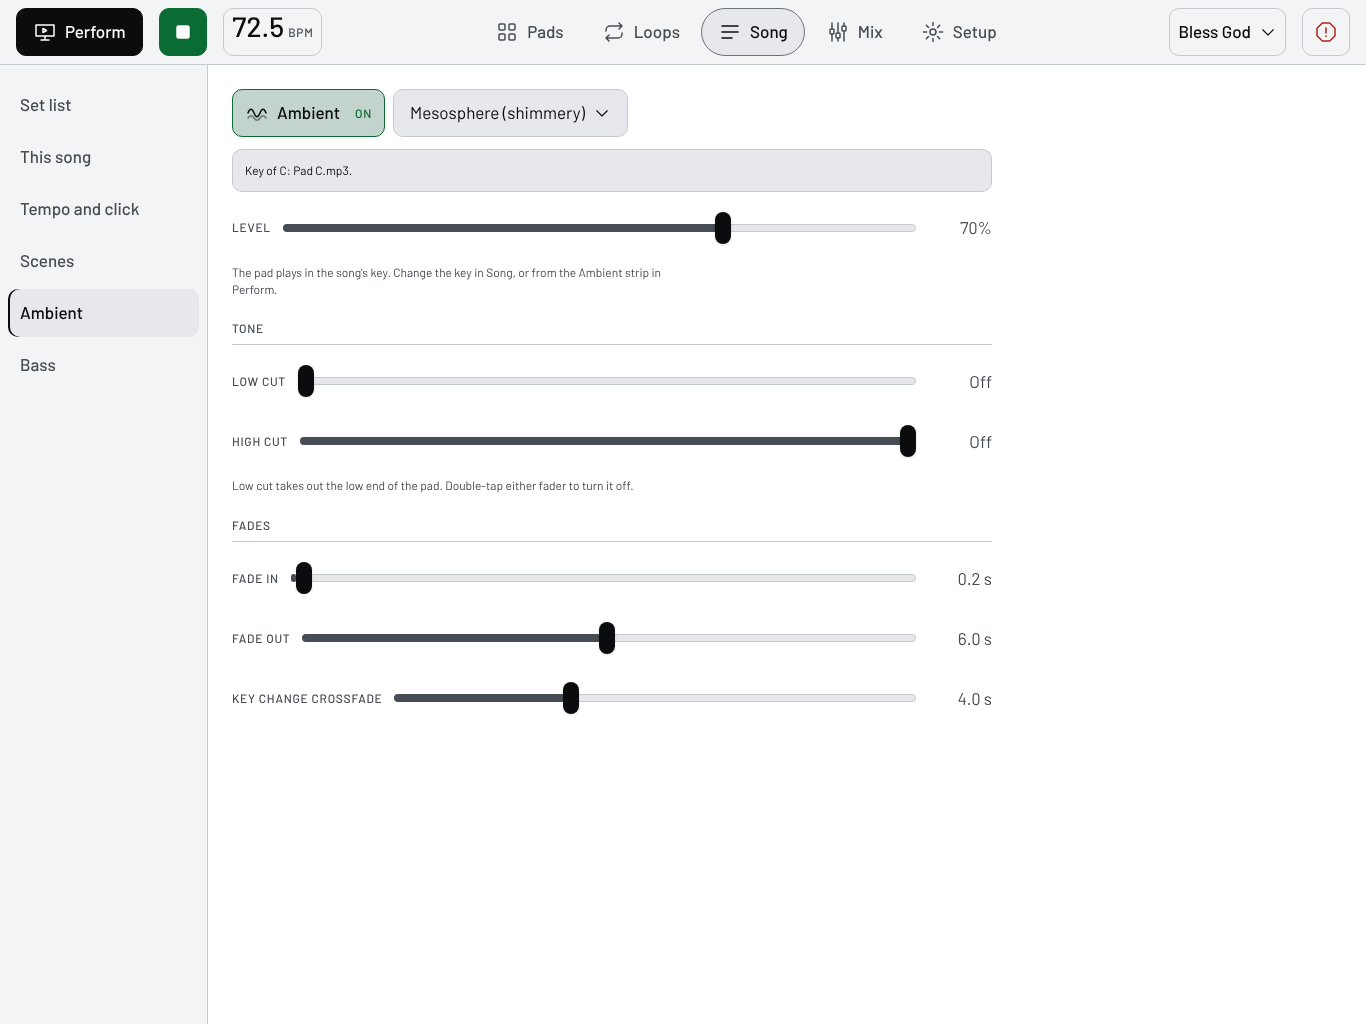 Perform
72.5 BPM
Pads
Loops
Song
Mix
Setup
Bless God
Set list
This song
Tempo and click
Scenes
Ambient
Bass
Ambient ON
Mesosphere (shimmery)
Key of C: Pad C.mp3.
LEVEL 70%
The pad plays in the song's key. Change the key in Song, or from the Ambient strip in
Perform.
TONE
LOW CUT Off
HIGH CUT Off
Low cut takes out the low end of the pad. Double-tap either fader to turn it off.
FADES
FADE IN 0.2 s
FADE OUT 6.0 s
KEY CHANGE CROSSFADE 4.0 s